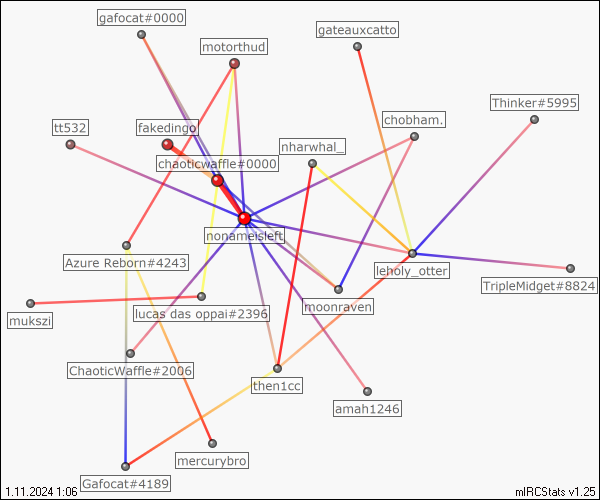 gafocat#0000
gateauxcatto
motorthud
Thinker#5995
chobham.
tt532
fakedingo
nharwhal_
chaoticwaffle#0000
nonameisleft
Azure Reborn#4243
leholy_otter
TripleMidget#8824
mukszi
lucas das oppai#2396
moonraven
ChaoticWaffle#2006
then1cc
amah1246
mercurybro
Gafocat#4189
1.11.2024 1:06
mIRCStats v1.25